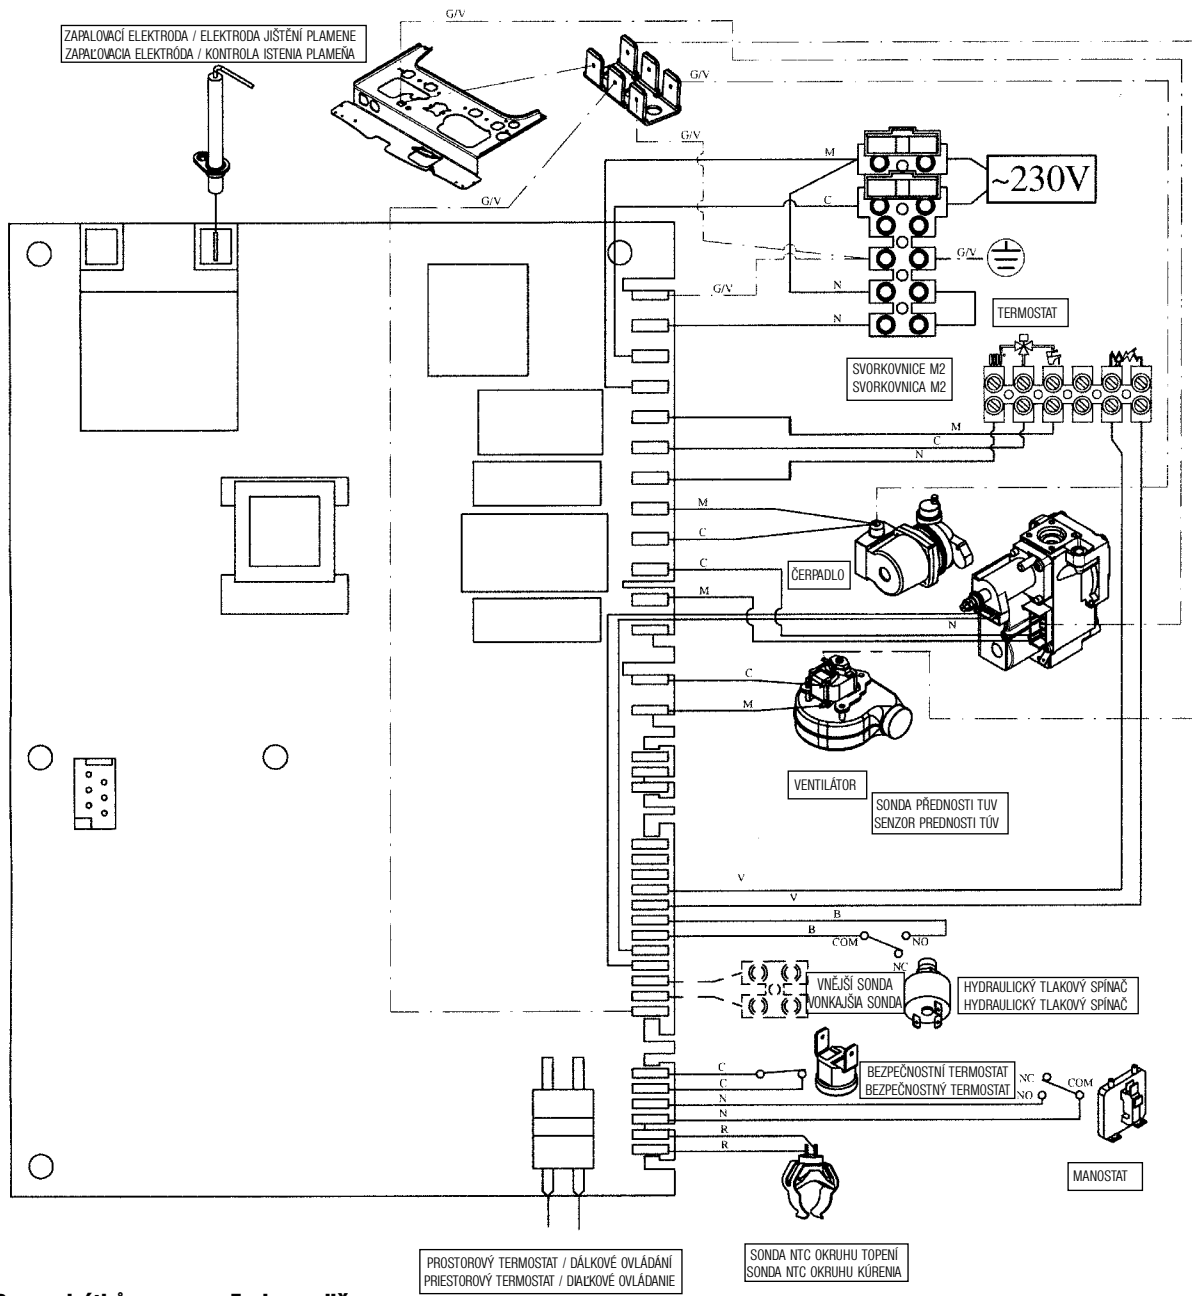 G/V
ZAPALOVACÍ ELEKTRODA / ELEKTRODA JIŠTĚNÍ PLAMENE
ZAPAĽOVACIA ELEKTRÓDA / KONTROLA ISTENIA PLAMEŇA
G/V
G/V
M
~230V
G/V
C
G/V
G/V
N
N
TERMOSTAT
SVORKOVNICE M2
SVORKOVNICA M2
M
C
N
M
C
C
ČERPADLO
M
N
C
M
VENTILÁTOR
SONDA PŘEDNOSTI TUV
SENZOR PREDNOSTI TÚV
V
V
B
B
COM
NO
NC
VNĚJŠÍ SONDA
VONKAJŠIA SONDA
HYDRAULICKÝ TLAKOVÝ SPÍNAČ
HYDRAULICKÝ TLAKOVÝ SPÍNAČ
C
C
BEZPEČNOSTNÍ TERMOSTAT
BEZPEČNOSTNÝ TERMOSTAT
NC
COM
NO
N
N
R
R
MANOSTAT
PROSTOROVÝ TERMOSTAT / DÁLKOVÉ OVLÁDÁNÍ
PRIESTOROVÝ TERMOSTAT / DIAĽKOVÉ OVLÁDANIE
SONDA NTC OKRUHU TOPENÍ
SONDA NTC OKRUHU KÚRENIA